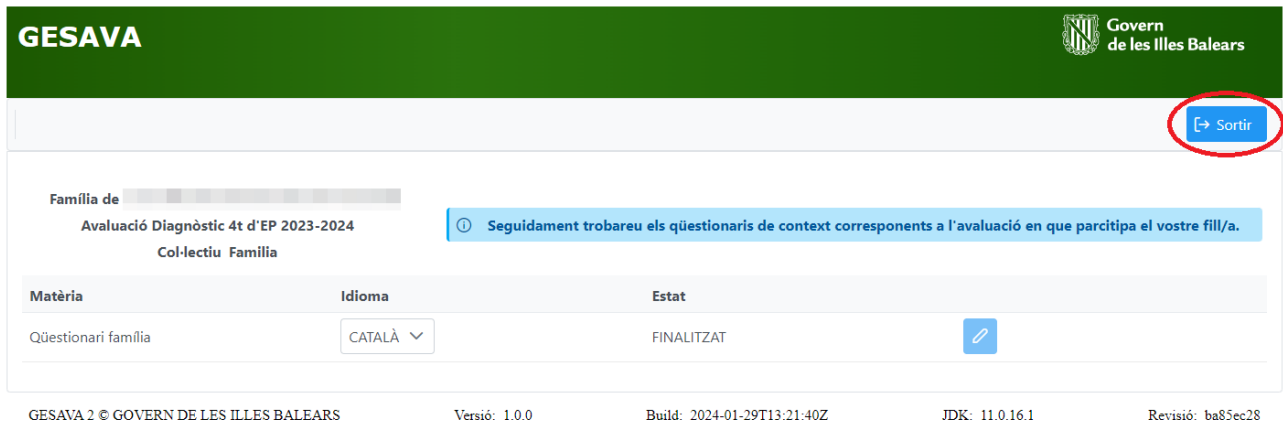 GESAVA
Govern
de les Illes Balears
Sortir
Família de
Avaluació Diagnòstic 4t d'EP 2023-2024
Col·lectiu Familia
Seguidament trobareu els qüestionaris de context corresponents a l'avaluació en que parcitipa el vostre fill/a.
Matèria Idioma Estat
Qüestionari família CATALÀ FINALITZAT
GESAVA 2 © GOVERN DE LES ILLES BALEARS Versió: 1.0.0 Build: 2024-01-29T13:21:40Z JDK: 11.0.16.1 Revisió: ba85ec28